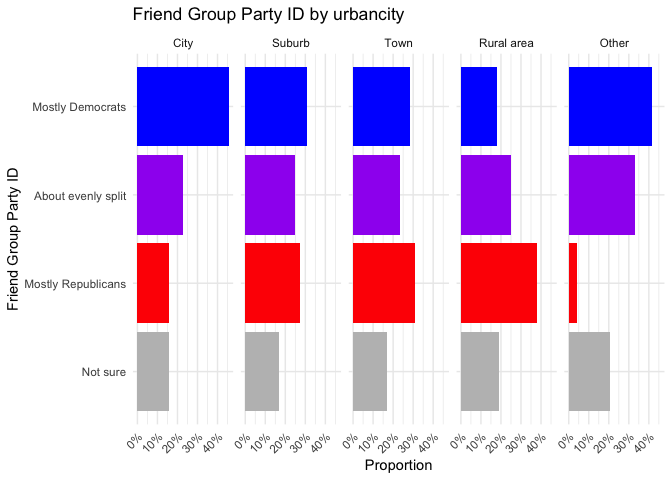 Friend Group Party ID by urbancity
City Suburb Town Rural area Other
Friend Group Party ID
Mostly Democrats
About evenly split
Mostly Republicans
Not sure
0% 10% 20% 30% 40% 0% 10% 20% 30% 40% 0% 10% 20% 30% 40% 0% 10% 20% 30% 40% 0% 10% 20% 30% 40%
Proportion